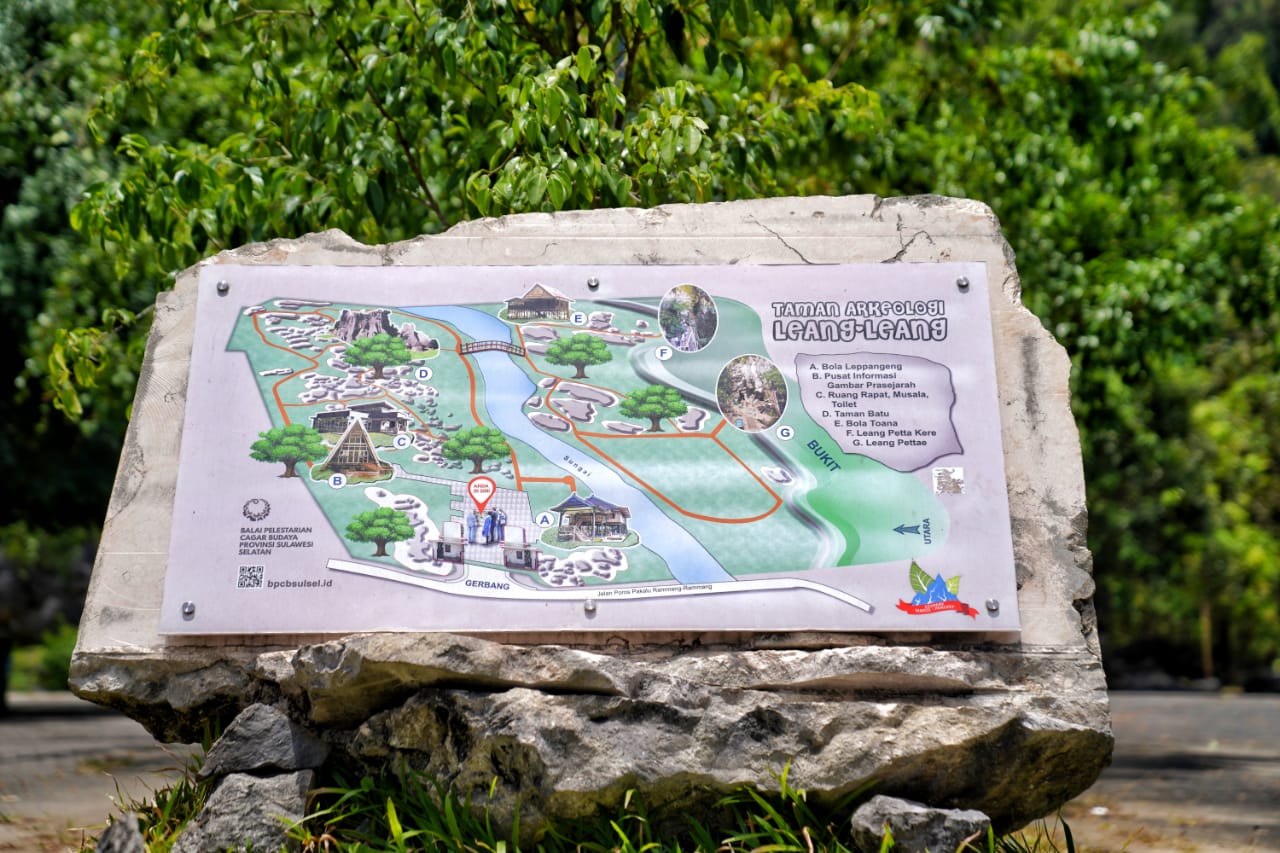 TAMAN ARKEOLOGI
LEANG-LEANG
A. Bola Leppangeng
B. Pusat Informasi
Gambar Prasejarah
C. Ruang Rapat, Musala,
Toilet
D. Taman Batu
E. Bola Toana
F. Leang Petta Kere
G. Leang Pettae
E
F
D
G
C
B
A
BUKIT
Sungai
ANDA
DI SINI
UTARA
BALAI PELESTARIAN
CAGAR BUDAYA
PROVINSI SULAWESI
SELATAN
bpcbsulsel.id
GERBANG
Jalan Poros Pakalu Rammang-Rammang